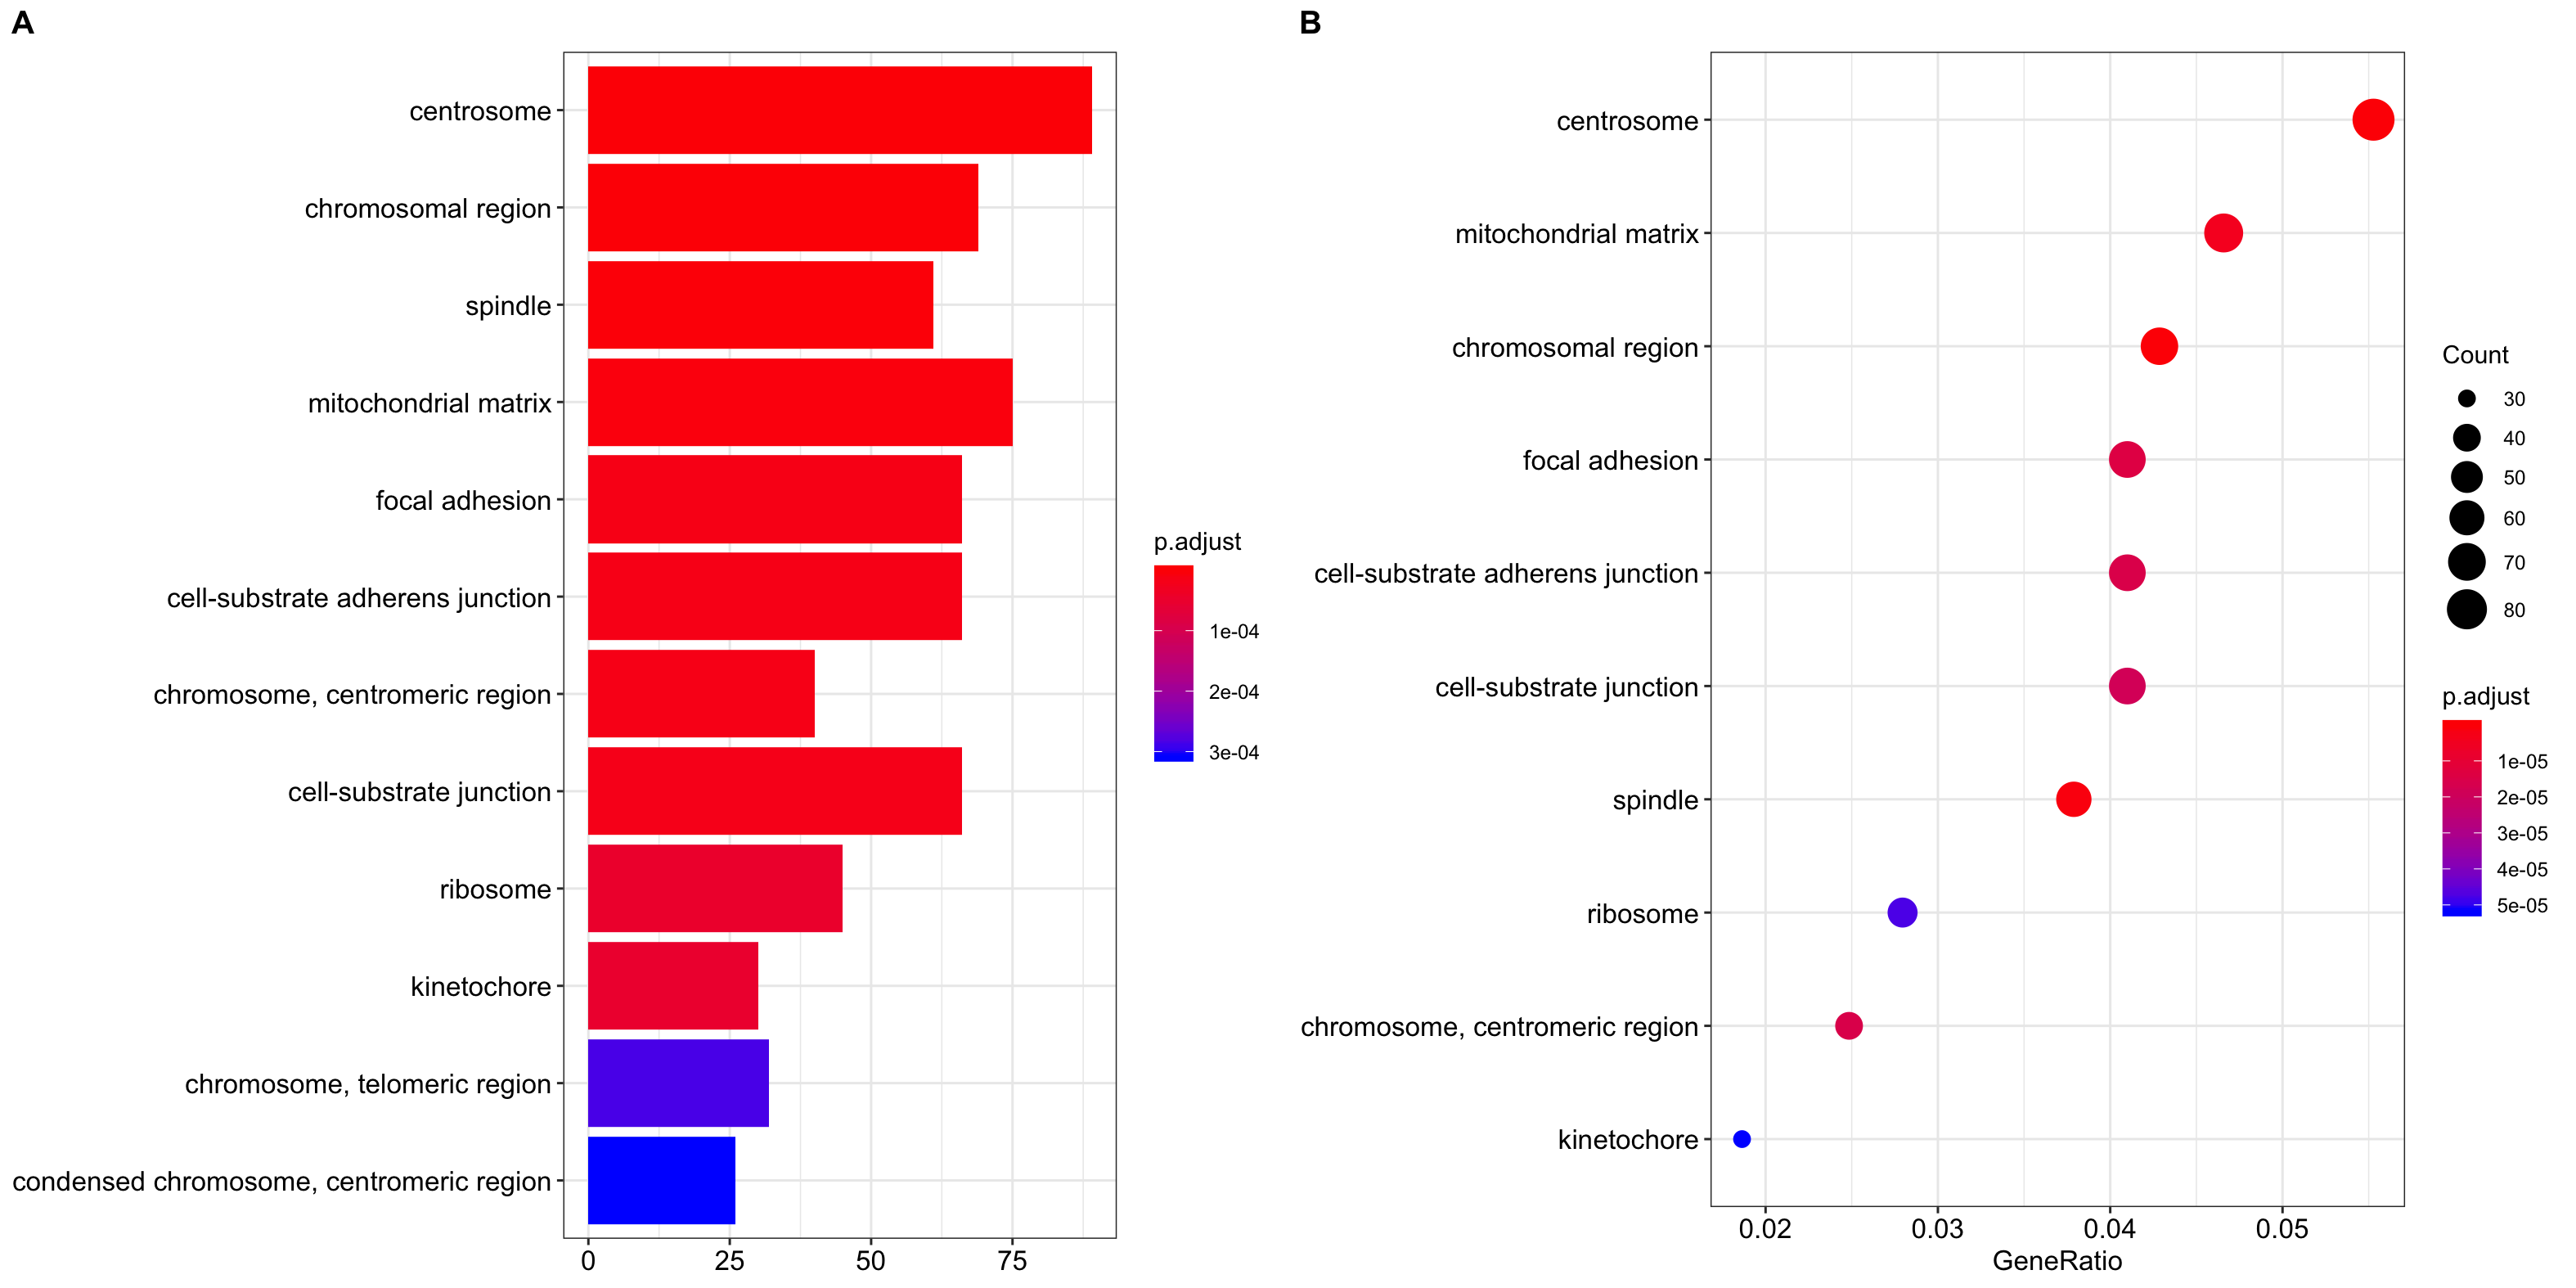 A
centrosome
chromosomal region
spindle
mitochondrial matrix
focal adhesion
cell-substrate adherens junction
chromosome, centromeric region
cell-substrate junction
ribosome
kinetochore
chromosome, telomeric region
condensed chromosome, centromeric region
0 25 50 75
p.adjust
1e-04
2e-04
3e-04
B
centrosome
mitochondrial matrix
chromosomal region
focal adhesion
cell-substrate adherens junction
cell-substrate junction
spindle
ribosome
chromosome, centromeric region
kinetochore
0.02 0.03 0.04 0.05
GeneRatio
Count
30
40
50
60
70
80
p.adjust
1e-05
2e-05
3e-05
4e-05
5e-05